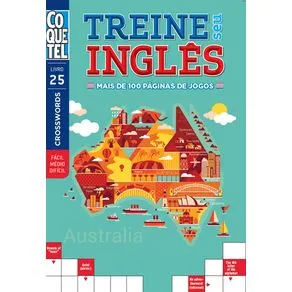 CO
QUE
TEL
LIVRO
25
CROSSWORDS
FÁCIL
MÉDIO
DIFÍCIL
TREINE seu
INGLÊS
MAIS DE 100 PÁGINAS DE JOGOS
Australia